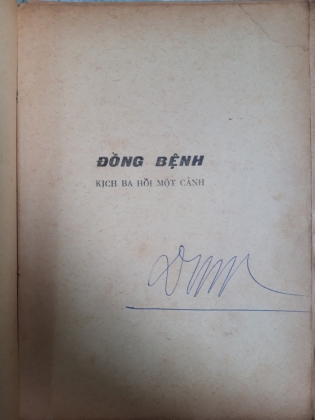 ĐỒNG BỆNH
KỊCH BA HỒI MỘT CẢNH